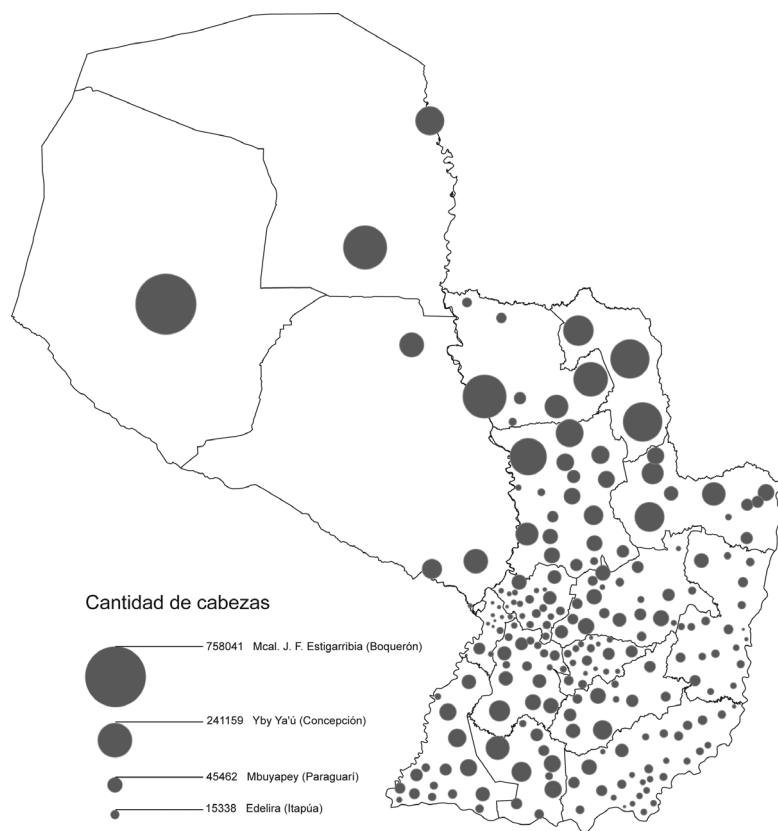 Cantidad de cabezas
758041 Mcal. J. F. Estigarribia (Boquerón)
241159 Yby Ya'ú (Concepción)
45462 Mbuyapey (Paraguarí)
15338 Edelira (Itapúa)